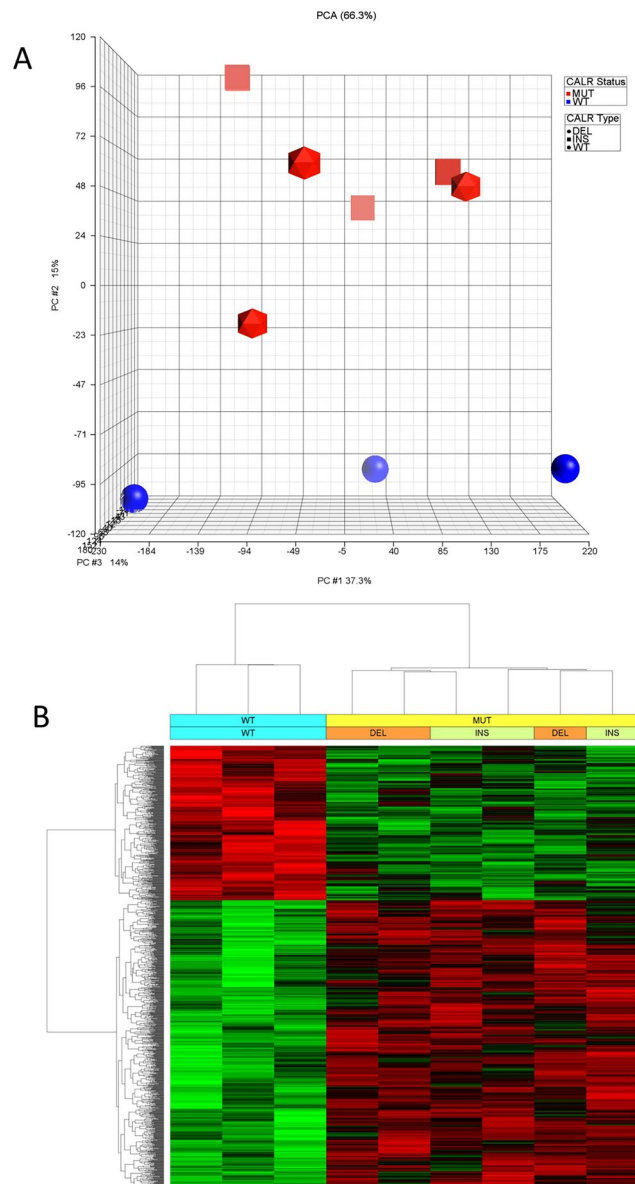 PCA (66.3%)
A
120
96
72
48
24
0
-23
-47
-71
-95
-120
PC #2 15%
CALR Status
MUT
WT
CALR Type
DEL
INS
WT
-230
-184
-139
-94
-49
-5
40
85
130
175
220
PC #3 14%
PC #1 37.3%
B
WT MUT
WT DEL INS DEL INS